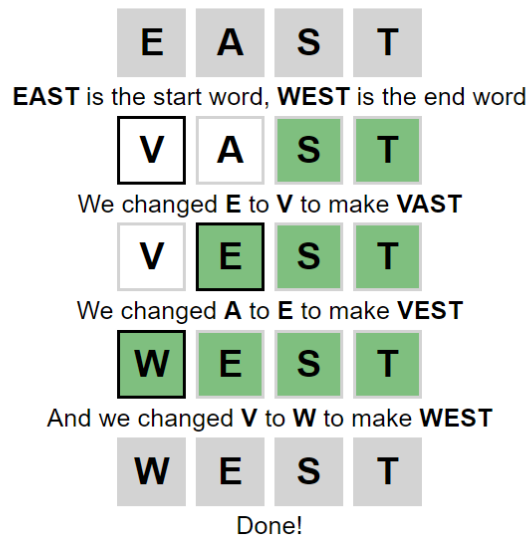 E A S T
EAST is the start word, WEST is the end word
V A S T
We changed E to V to make VAST
V E S T
We changed A to E to make VEST
W E S T
And we changed V to W to make WEST
W E S T
Done!